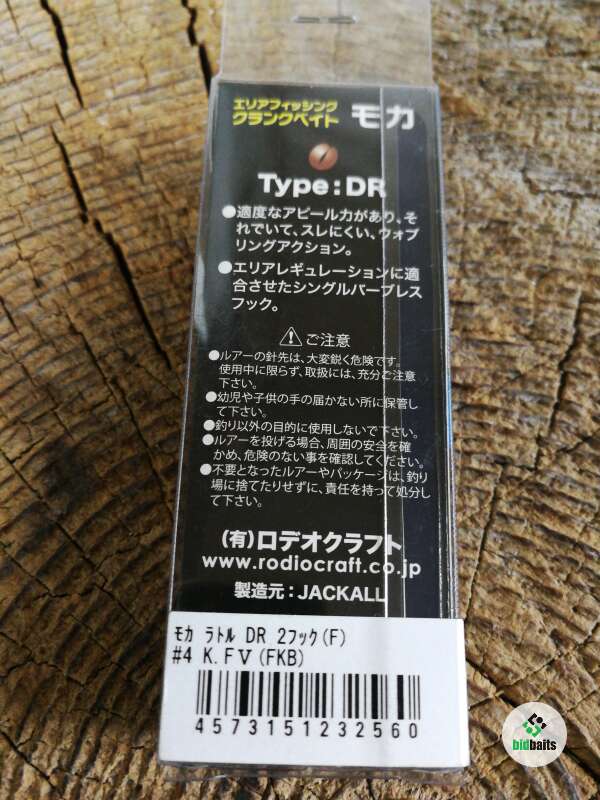 エリアフィッシング
クランクベイト モカ
Type:DR
●適度なアピール力があり、そ
れでいて、スレにくい、ウォブ
リングアクション。
●エリアレギュレーションに適
合させたシングルバーブレス
フック。
ご注意
●ルアーの針先は、大変鋭く危険です。
使用中に限らず、取扱には、充分ご注意
下さい。
●幼児や子供の手の届かない所に保管し
て下さい。
●釣り以外の目的に使用しないで下さい。
●ルアーを投げる場合、周囲の安全を確
かめ、危険のない事を確認してください。
●不要となったルアーやパッケージは、釣り
場に捨てたりせずに、責任を持って処分し
て下さい。
(有)ロデオクラフト
www.rodiocraft.co.jp
製造元:JACKALL
モカ ラトル DR 2フック(F)
#4 K.FV(FKB)
4573151232560
bidbaits